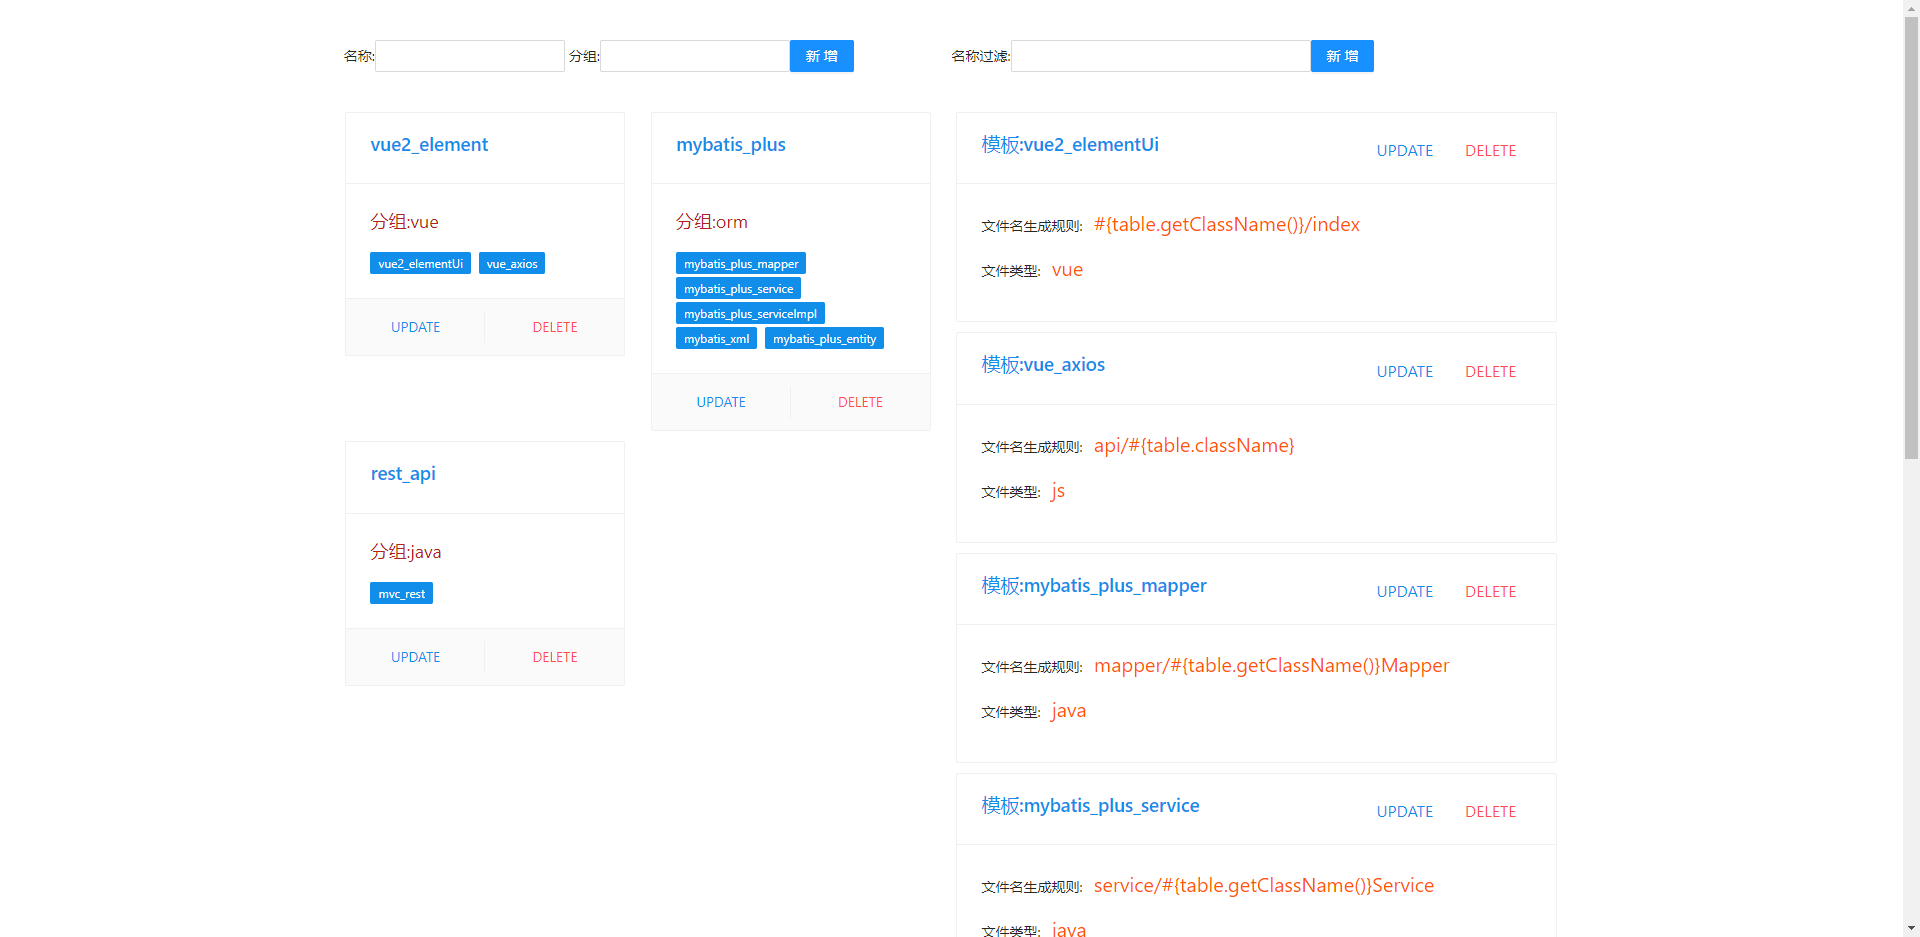 名称:
分组:
新 增
名称过滤:
新 增
vue2_element
分组:vue
vue2_elementUi vue_axios
UPDATE DELETE
mybatis_plus
分组:orm
mybatis_plus_mapper
mybatis_plus_service
mybatis_plus_serviceImpl
mybatis_xml mybatis_plus_entity
UPDATE DELETE
rest_api
分组:java
mvc_rest
UPDATE DELETE
模板:vue2_elementUi UPDATE DELETE
文件名生成规则: #{table.getClassName()}/index
文件类型: vue
模板:vue_axios UPDATE DELETE
文件名生成规则: api/#{table.className}
文件类型: js
模板:mybatis_plus_mapper UPDATE DELETE
文件名生成规则: mapper/#{table.getClassName()}Mapper
文件类型: java
模板:mybatis_plus_service UPDATE DELETE
文件名生成规则: service/#{table.getClassName()}Service
文件类型: java